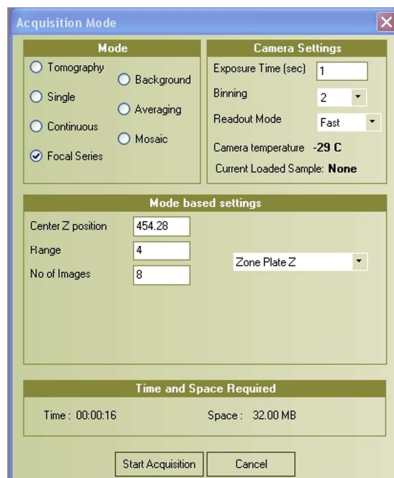 Acquisition Mode
Mode
Tomography
Background
Single
Averaging
Continuous
Mosaic
Focal Series
Camera Settings
Exposure Time (sec) 1
Binning 2
Readout Mode Fast
Camera temperature -29 C
Current Loaded Sample: None
Mode based settings
Center Z position 454.28
Range 4
No of Images 8
Zone Plate Z
Time and Space Required
Time : 00:00:16 Space : 32.00 MB
Start Acquisition Cancel